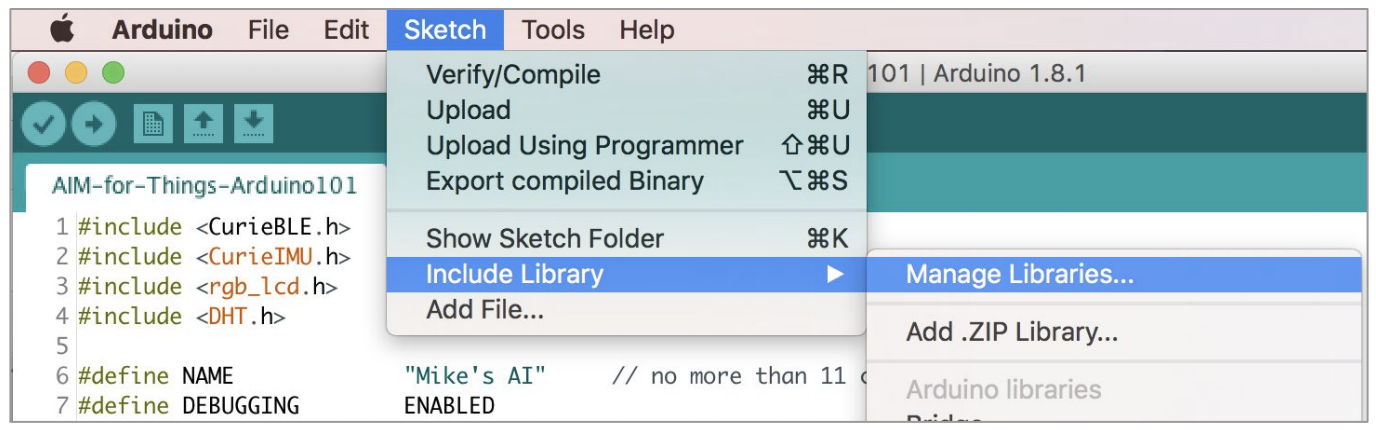 Arduino File Edit Sketch Tools Help
101 | Arduino 1.8.1
Verify/Compile ⌘R
Upload ⌘U
Upload Using Programmer ⇧⌘U
Export compiled Binary ⌥⌘S
Show Sketch Folder ⌘K
Include Library ▶
Add File...
Manage Libraries...
Add .ZIP Library...
Arduino libraries
AIM-for-Things-Arduino101
1 #include <CurieBLE.h>
2 #include <CurieIMU.h>
3 #include <rgb_lcd.h>
4 #include <DHT.h>
5
6 #define NAME "Mike's AI" // no more than 11
7 #define DEBUGGING ENABLED